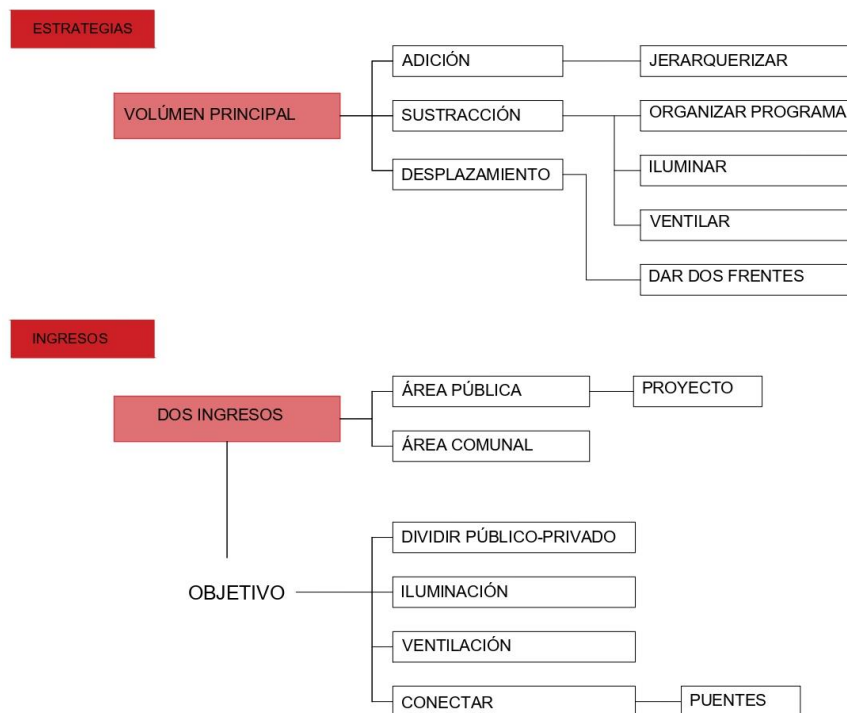 ESTRATEGIAS
VOLÚMEN PRINCIPAL
ADICIÓN
JERARQUERIZAR
SUSTRACCIÓN
ORGANIZAR PROGRAMA
ILUMINAR
VENTILAR
DESPLAZAMIENTO
DAR DOS FRENTES
INGRESOS
DOS INGRESOS
ÁREA PÚBLICA
PROYECTO
ÁREA COMUNAL
OBJETIVO
DIVIDIR PÚBLICO-PRIVADO
ILUMINACIÓN
VENTILACIÓN
CONECTAR
PUENTES